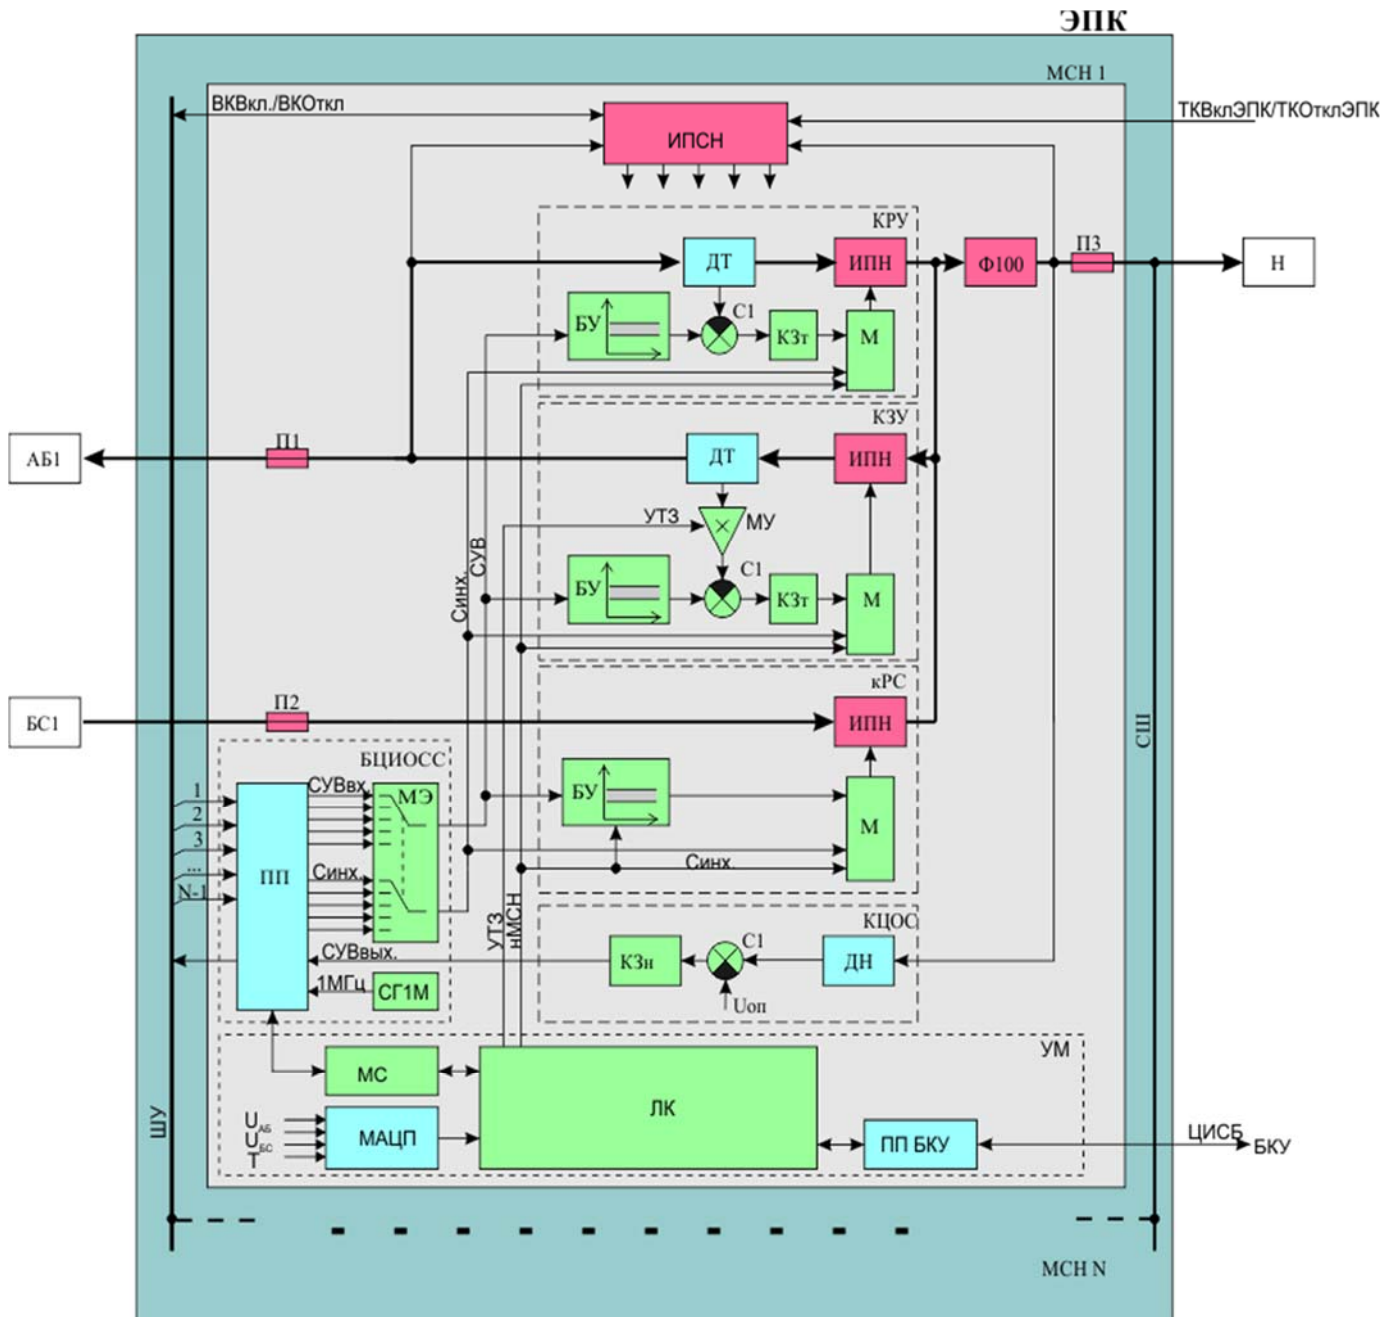 ЭПК
МСН 1
ВКВкл./ВКОткл
ТКВклЭПК/ТКОтклЭПК
ИПСН
КРУ
ДТ
ИПН
Ф100
П3
Н
БУ
С1
КЗт
М
КЗУ
АБ1
П1
ДТ
ИПН
УТЗ
МУ
СУВ
Синх.
БУ
С1
КЗт
М
кРС
БС1
П2
ИПН
СШ
БЦИОСС
БУ
М
Синх.
1
2
3
...
N-1
ПП
СУВвх.
МЭ
Синх.
СУВвых.
1МГц
СГ1М
УТЗ
нМСН
КЦОС
КЗн
С1
ДН
Uоп
УМ
МС
ЛК
UАБ
UБС
Т
МАЦП
ПП БКУ
ЦИСБ
БКУ
ШУ
МСН N